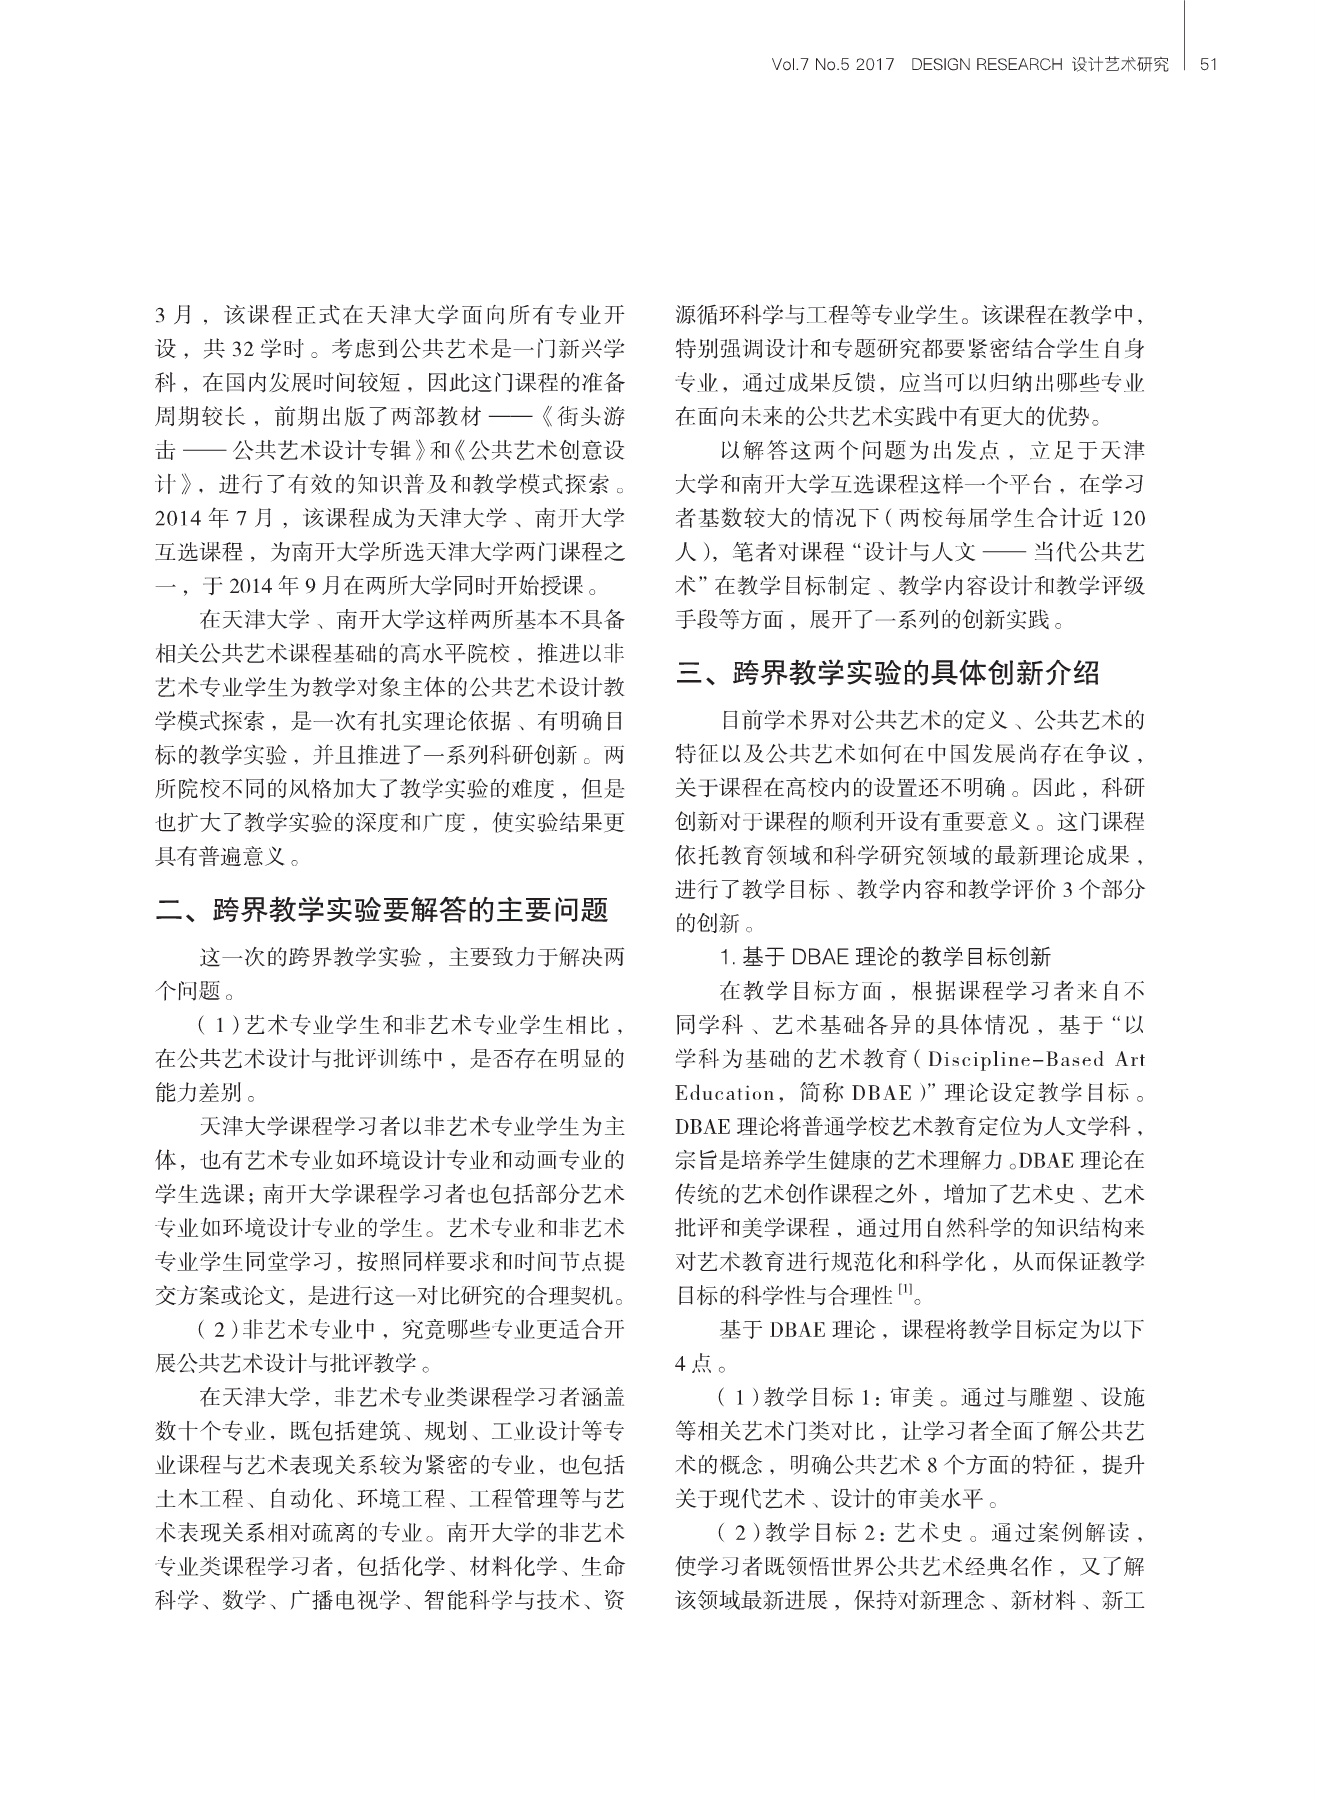 Vol.7 No.5 2017 DESIGN RESEARCH 设计艺术研究 51
3 月，该课程正式在天津大学面向所有专业开
设，共 32 学时。考虑到公共艺术是一门新兴学
科，在国内发展时间较短，因此这门课程的准备
周期较长，前期出版了两部教材 ——《街头游
击 —— 公共艺术设计专辑》和《公共艺术创意设
计》，进行了有效的知识普及和教学模式探索。
2014 年 7 月，该课程成为天津大学、南开大学
互选课程，为南开大学所选天津大学两门课程之
一，于 2014 年 9 月在两所大学同时开始授课。
在天津大学、南开大学这样两所基本不具备
相关公共艺术课程基础的高水平院校，推进以非
艺术专业学生为教学对象主体的公共艺术设计教
学模式探索，是一次有扎实理论依据、有明确目
标的教学实验，并且推进了一系列科研创新。两
所院校不同的风格加大了教学实验的难度，但是
也扩大了教学实验的深度和广度，使实验结果更
具有普遍意义。
二、跨界教学实验要解答的主要问题
这一次的跨界教学实验，主要致力于解决两
个问题。
（1）艺术专业学生和非艺术专业学生相比，
在公共艺术设计与批评训练中，是否存在明显的
能力差别。
天津大学课程学习者以非艺术专业学生为主
体，也有艺术专业如环境设计专业和动画专业的
学生选课；南开大学课程学习者也包括部分艺术
专业如环境设计专业的学生。艺术专业和非艺术
专业学生同堂学习，按照同样要求和时间节点提
交方案或论文，是进行这一对比研究的合理契机。
（2）非艺术专业中，究竟哪些专业更适合开
展公共艺术设计与批评教学。
在天津大学，非艺术专业类课程学习者涵盖
数十个专业，既包括建筑、规划、工业设计等专
业课程与艺术表现关系较为紧密的专业，也包括
土木工程、自动化、环境工程、工程管理等与艺
术表现关系相对疏离的专业。南开大学的非艺术
专业类课程学习者，包括化学、材料化学、生命
科学、数学、广播电视学、智能科学与技术、资
源循环科学与工程等专业学生。该课程在教学中，
特别强调设计和专题研究都要紧密结合学生自身
专业，通过成果反馈，应当可以归纳出哪些专业
在面向未来的公共艺术实践中有更大的优势。
以解答这两个问题为出发点，立足于天津
大学和南开大学互选课程这样一个平台，在学习
者基数较大的情况下（两校每届学生合计近 120
人），笔者对课程“设计与人文 —— 当代公共艺
术”在教学目标制定、教学内容设计和教学评级
手段等方面，展开了一系列的创新实践。
三、跨界教学实验的具体创新介绍
目前学术界对公共艺术的定义、公共艺术的
特征以及公共艺术如何在中国发展尚存在争议，
关于课程在高校内的设置还不明确。因此，科研
创新对于课程的顺利开设有重要意义。这门课程
依托教育领域和科学研究领域的最新理论成果，
进行了教学目标、教学内容和教学评价 3 个部分
的创新。
1. 基于 DBAE 理论的教学目标创新
在教学目标方面，根据课程学习者来自不
同学科、艺术基础各异的具体情况，基于“以
学科为基础的艺术教育（Discipline-Based Art
Education，简称 DBAE）”理论设定教学目标。
DBAE 理论将普通学校艺术教育定位为人文学科，
宗旨是培养学生健康的艺术理解力。DBAE 理论在
传统的艺术创作课程之外，增加了艺术史、艺术
批评和美学课程，通过用自然科学的知识结构来
对艺术教育进行规范化和科学化，从而保证教学
目标的科学性与合理性[1]。
基于 DBAE 理论，课程将教学目标定为以下
4 点。
（1）教学目标 1：审美。通过与雕塑、设施
等相关艺术门类对比，让学习者全面了解公共艺
术的概念，明确公共艺术 8 个方面的特征，提升
关于现代艺术、设计的审美水平。
（2）教学目标 2：艺术史。通过案例解读，
使学习者既领悟世界公共艺术经典名作，又了解
该领域最新进展，保持对新理念、新材料、新工